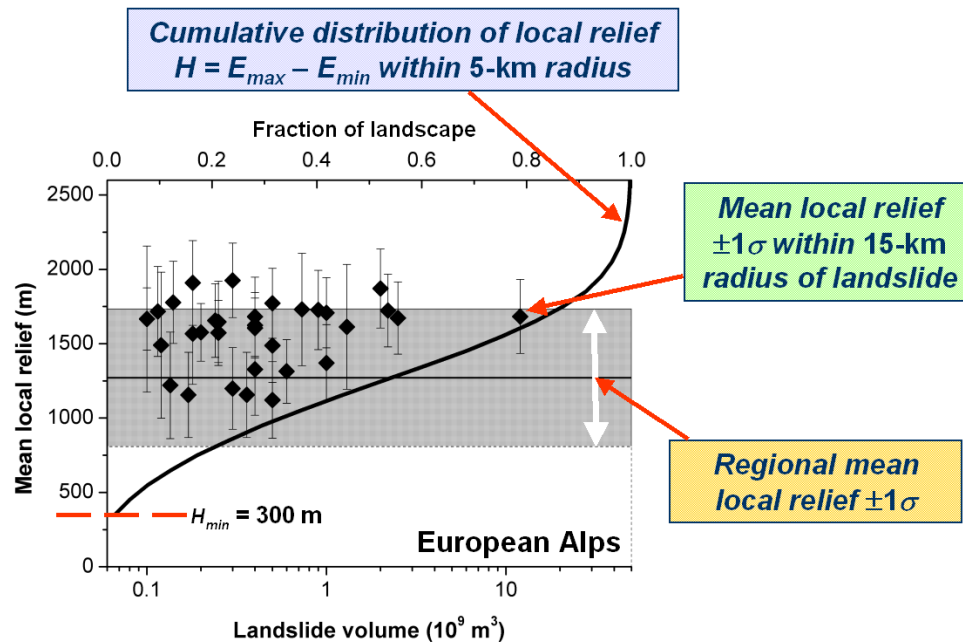 Cumulative distribution of local relief
H = Emax – Emin within 5-km radius
Fraction of landscape
0.0 0.2 0.4 0.6 0.8 1.0
2500
2000
1500
1000
500
0
Mean local relief (m)
Mean local relief
±1σ within 15-km
radius of landslide
Regional mean
local relief ±1σ
Hmin = 300 m
European Alps
0.1 1 10
Landslide volume (10⁹ m³)